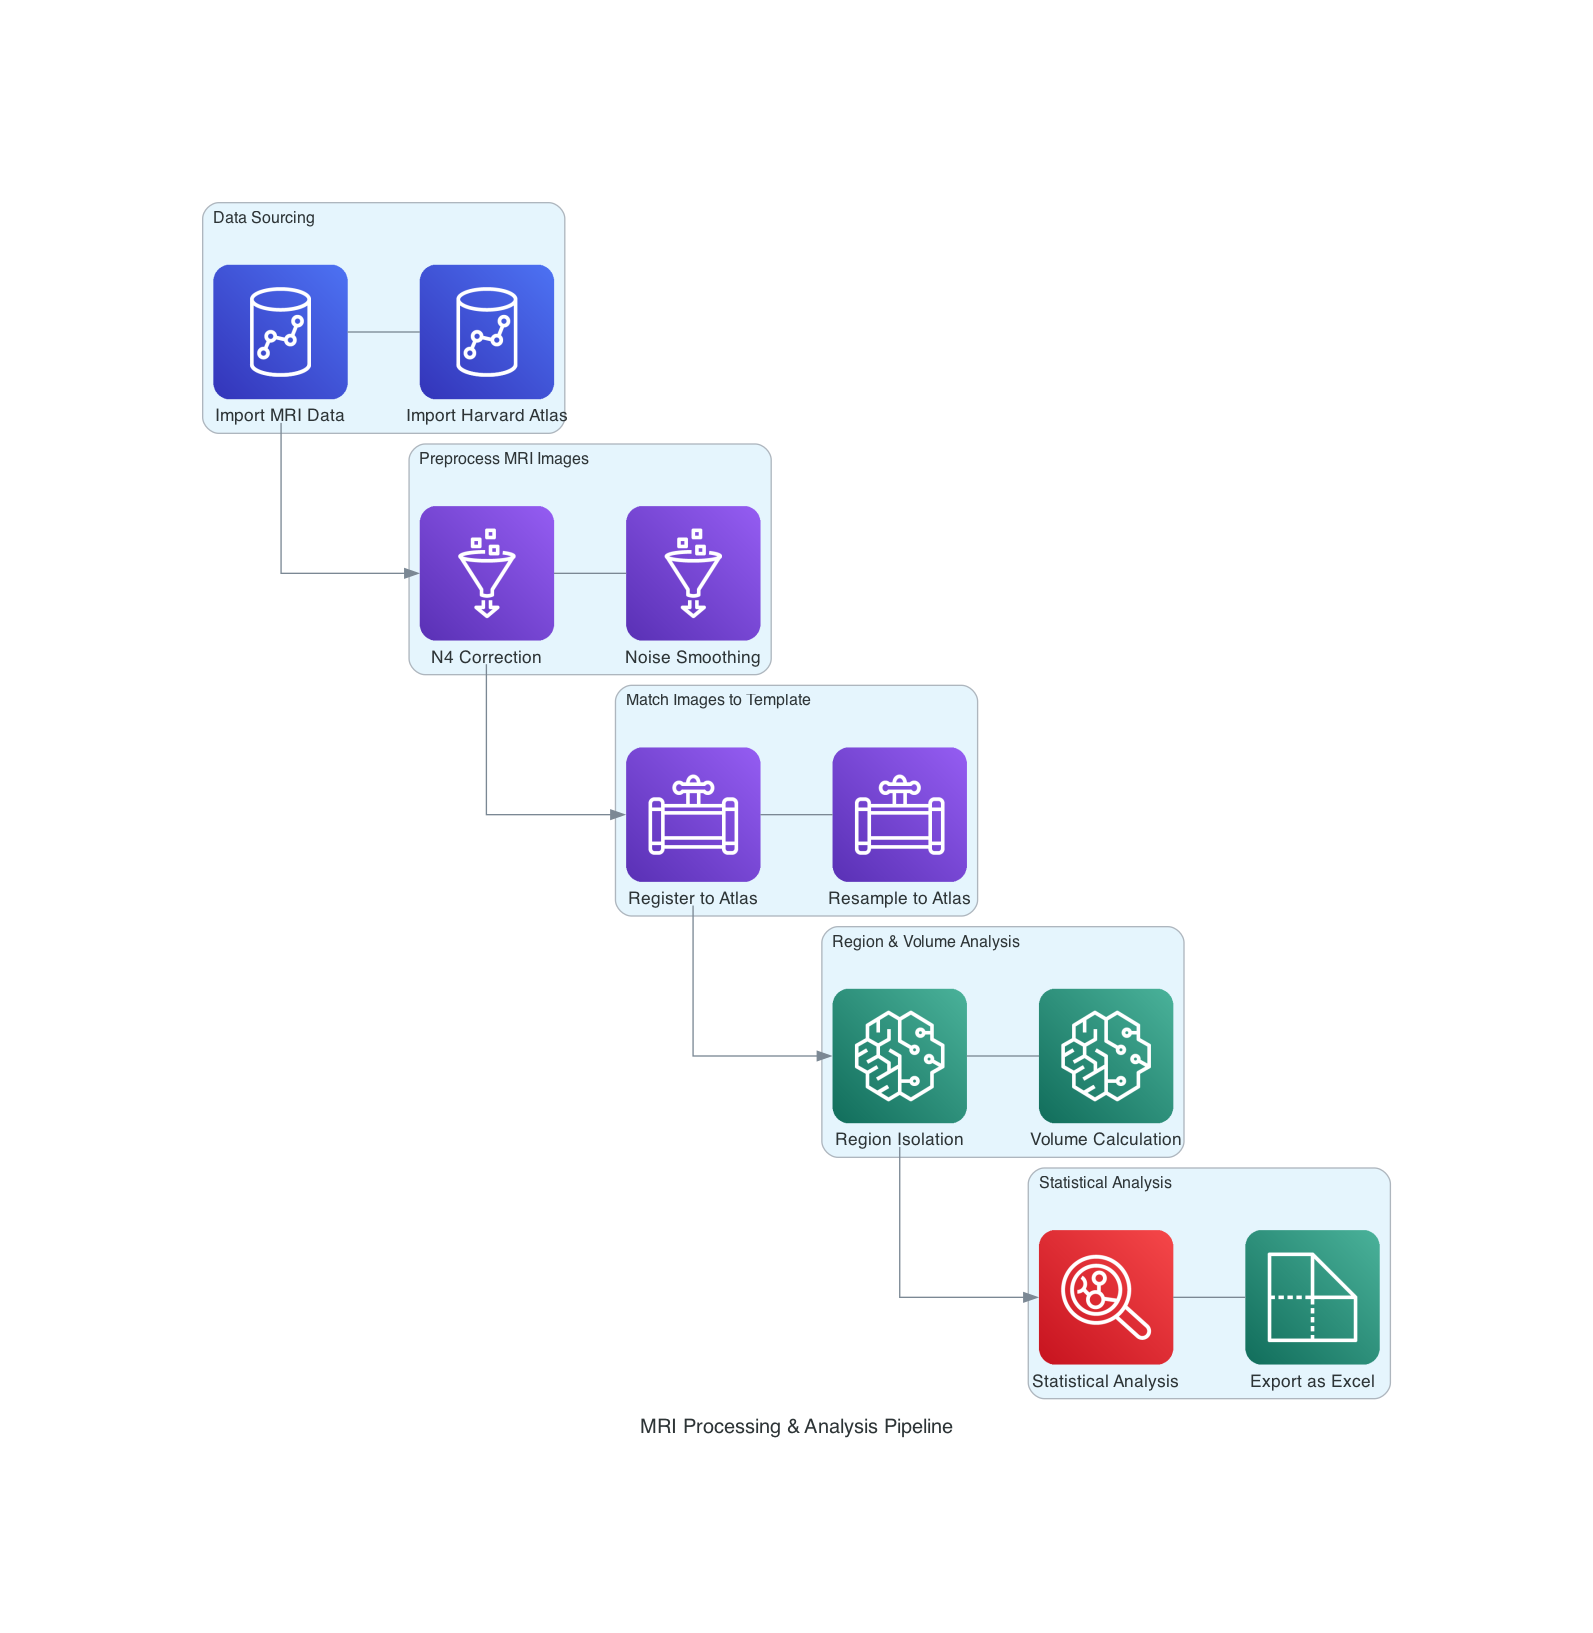 Data Sourcing
Import MRI Data
Import Harvard Atlas
Preprocess MRI Images
N4 Correction
Noise Smoothing
Match Images to Template
Register to Atlas
Resample to Atlas
Region & Volume Analysis
Region Isolation
Volume Calculation
Statistical Analysis
Statistical Analysis
Export as Excel
MRI Processing & Analysis Pipeline